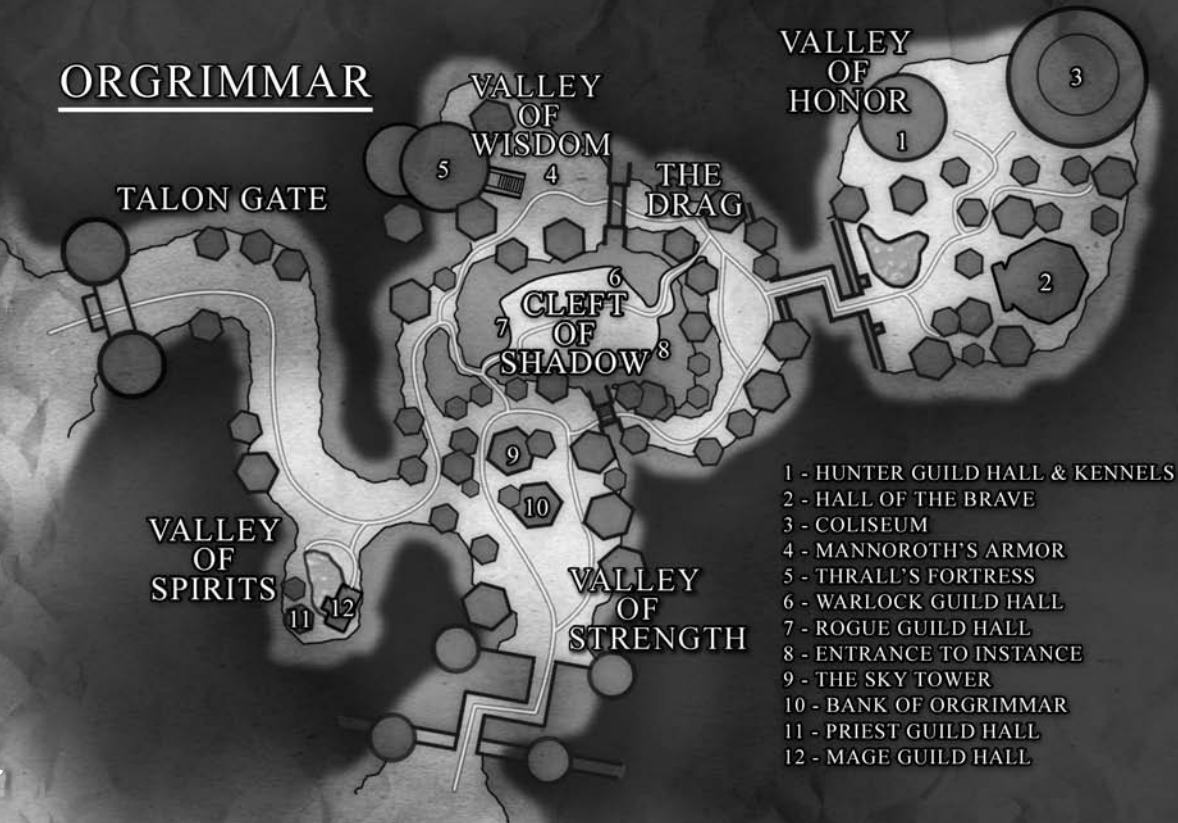 ORGRIMMAR
VALLEY
OF
HONOR
1
3
VALLEY
OF
WISDOM
4
5
THE
DRAG
TALON GATE
2
6
CLEFT
OF
SHADOW
7
8
9
10
VALLEY
OF
SPIRITS
11
12
VALLEY
OF
STRENGTH
1 - HUNTER GUILD HALL & KENNELS
2 - HALL OF THE BRAVE
3 - COLISEUM
4 - MANNOROTH'S ARMOR
5 - THRALL'S FORTRESS
6 - WARLOCK GUILD HALL
7 - ROGUE GUILD HALL
8 - ENTRANCE TO INSTANCE
9 - THE SKY TOWER
10 - BANK OF ORGRIMMAR
11 - PRIEST GUILD HALL
12 - MAGE GUILD HALL